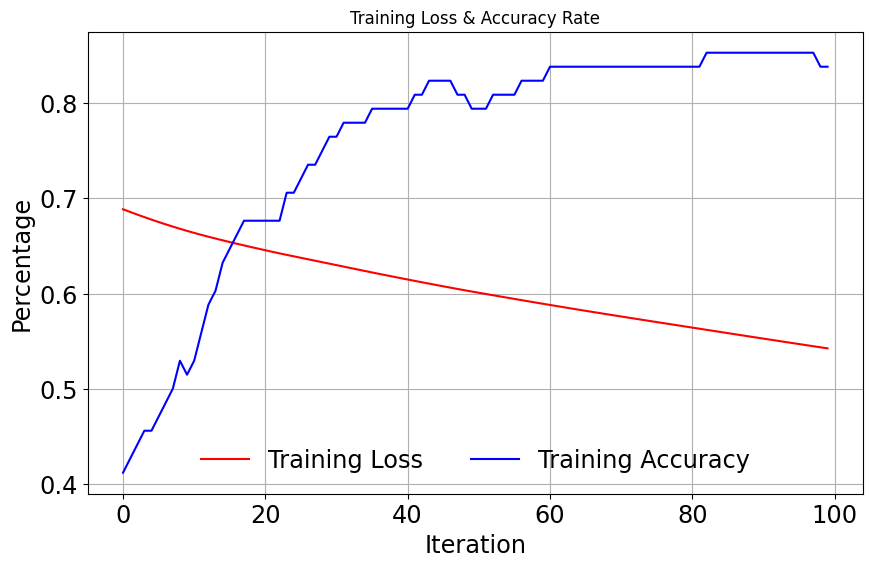 Training Loss & Accuracy Rate
Percentage
0.8
0.7
0.6
0.5
0.4
Training Loss
Training Accuracy
0 20 40 60 80 100
Iteration